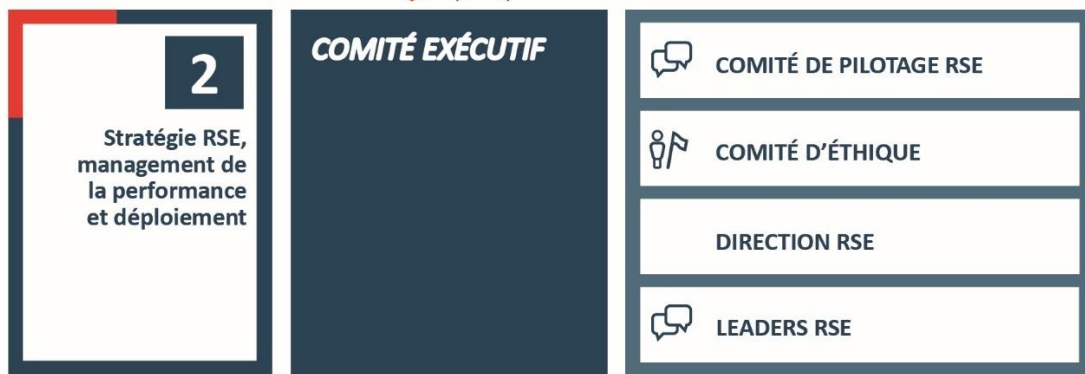 2
Stratégie RSE,
management de
la performance
et déploiement
COMITÉ EXÉCUTIF
COMITÉ DE PILOTAGE RSE
COMITÉ D'ÉTHIQUE
DIRECTION RSE
LEADERS RSE